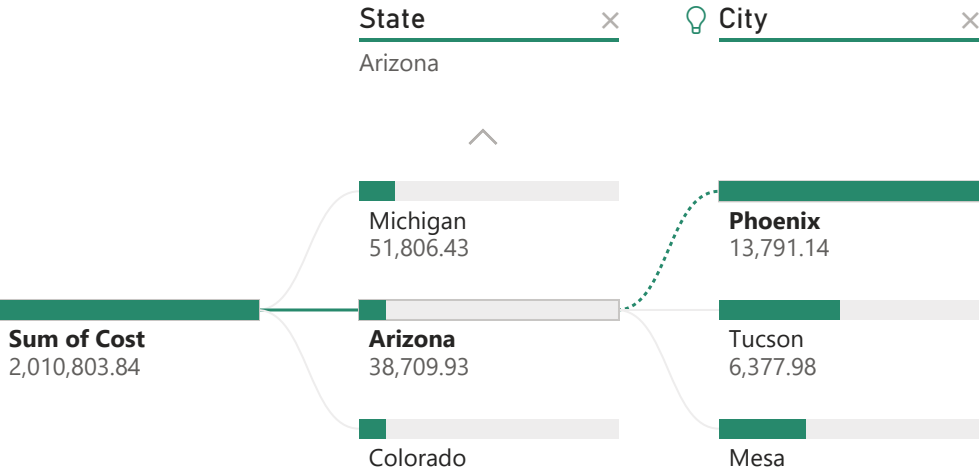 State
City
Arizona
Michigan
51,806.43
Phoenix
13,791.14
Sum of Cost
2,010,803.84
Arizona
38,709.93
Tucson
6,377.98
Colorado
Mesa